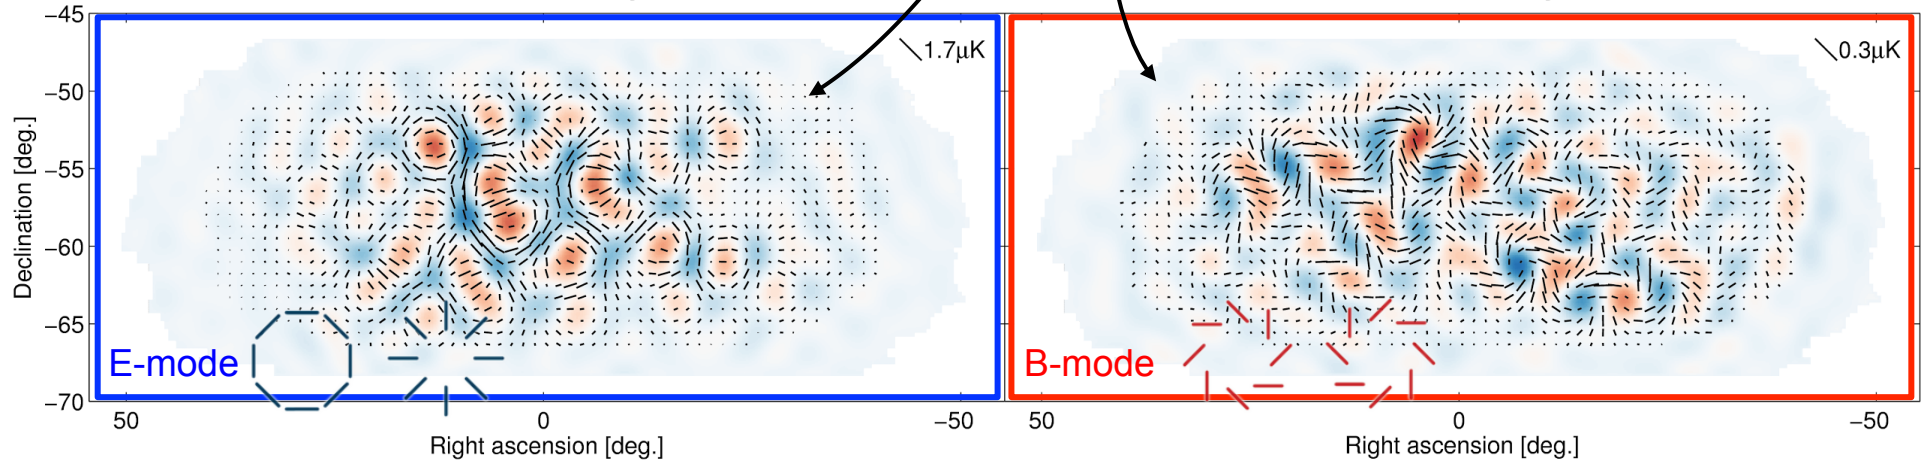 −45
−50
−55
−60
−65
−70
Declination [deg.]
1.7μK
E-mode
50
0
−50
Right ascension [deg.]
0.3μK
B-mode
50
0
−50
Right ascension [deg.]